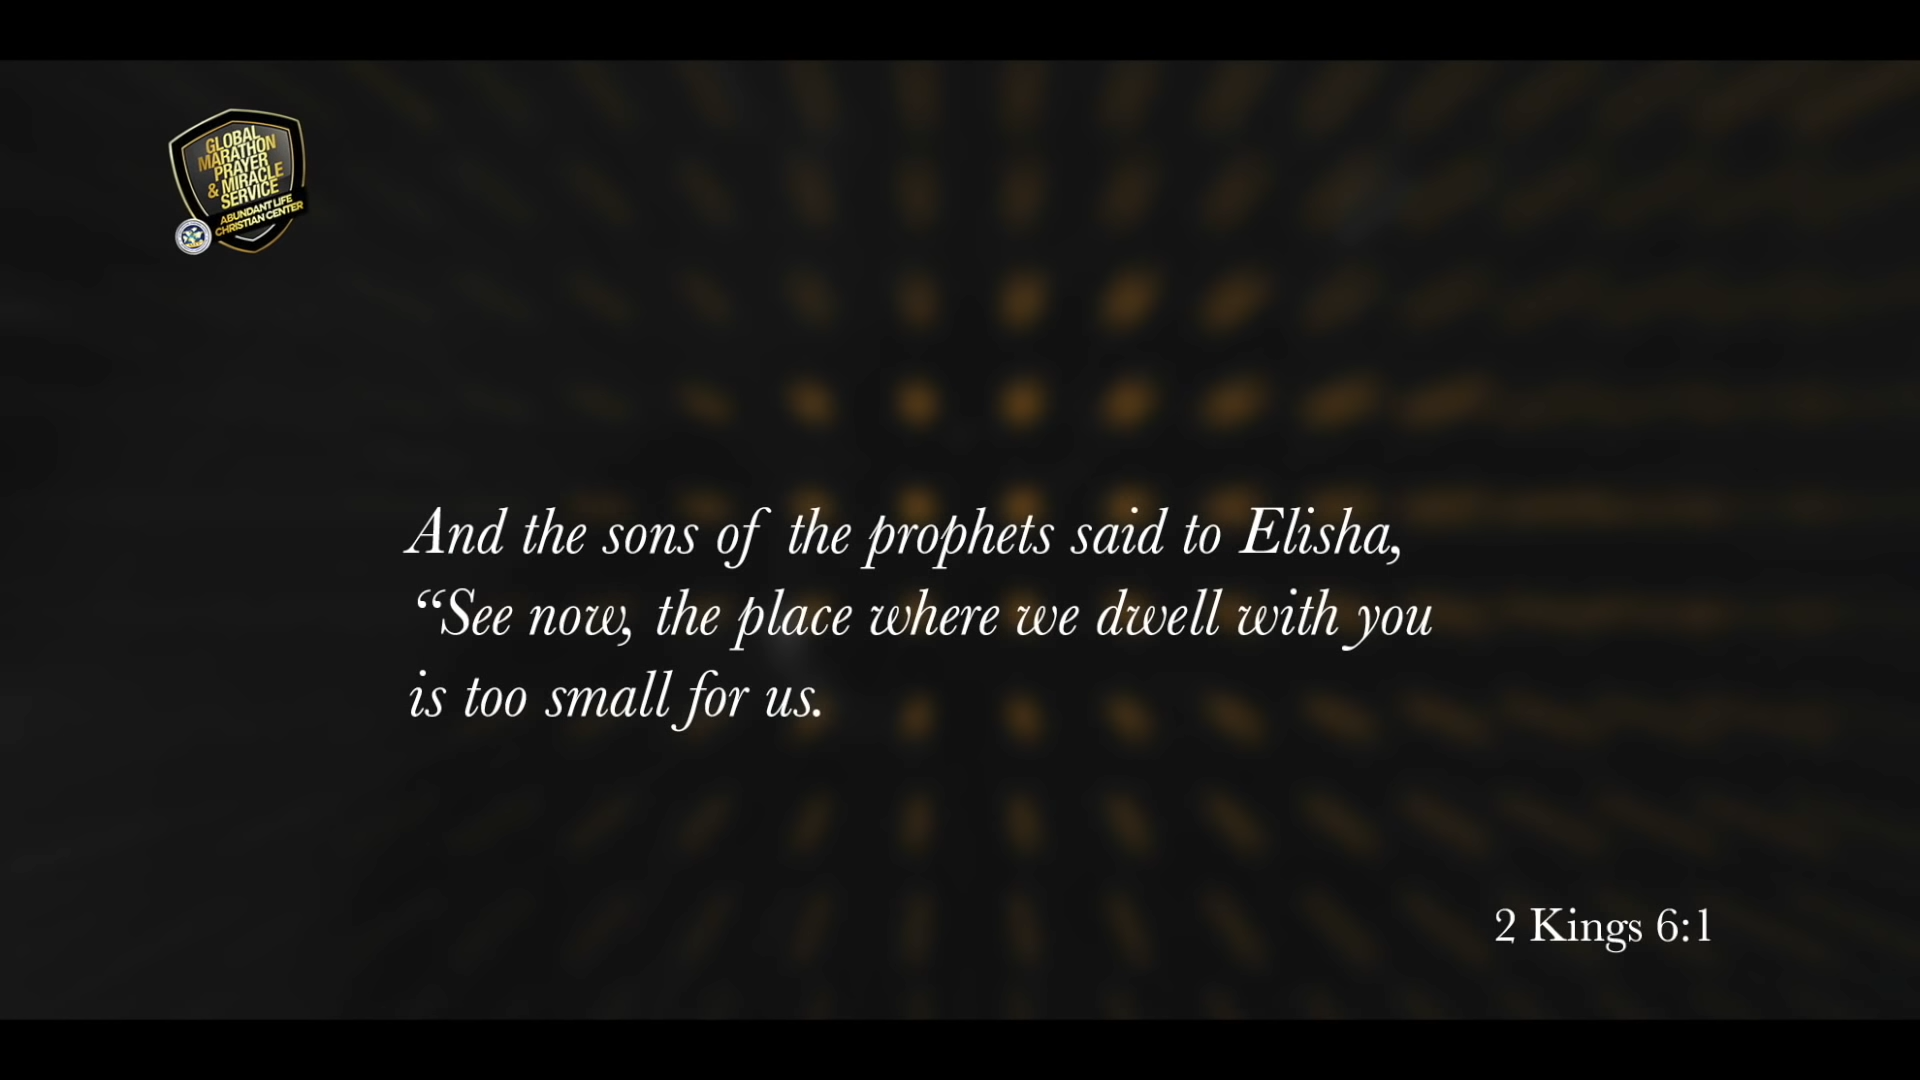 GLOBAL
MARATHON
PRAYER
& MIRACLE
SERVICE
ABUNDANT LIFE
CHRISTIAN CENTER
And the sons of the prophets said to Elisha,
“See now, the place where we dwell with you
is too small for us.
2 Kings 6:1